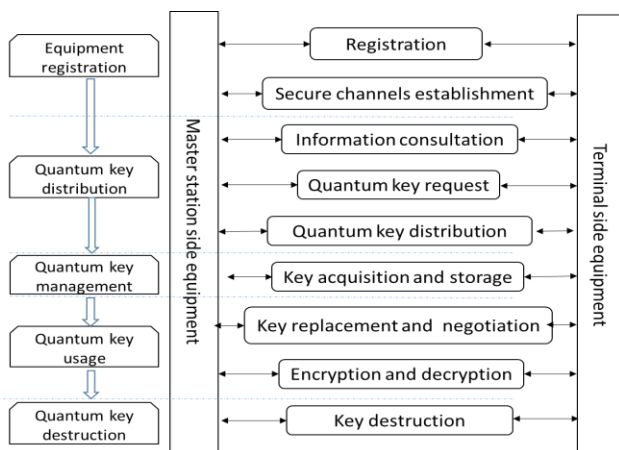 Equipment
registration
Quantum key
distribution
Quantum key
management
Quantum key
usage
Quantum key
destruction
Master station side equipment
Registration
Secure channels establishment
Information consultation
Quantum key request
Quantum key distribution
Key acquisition and storage
Key replacement and negotiation
Encryption and decryption
Key destruction
Terminal side equipment